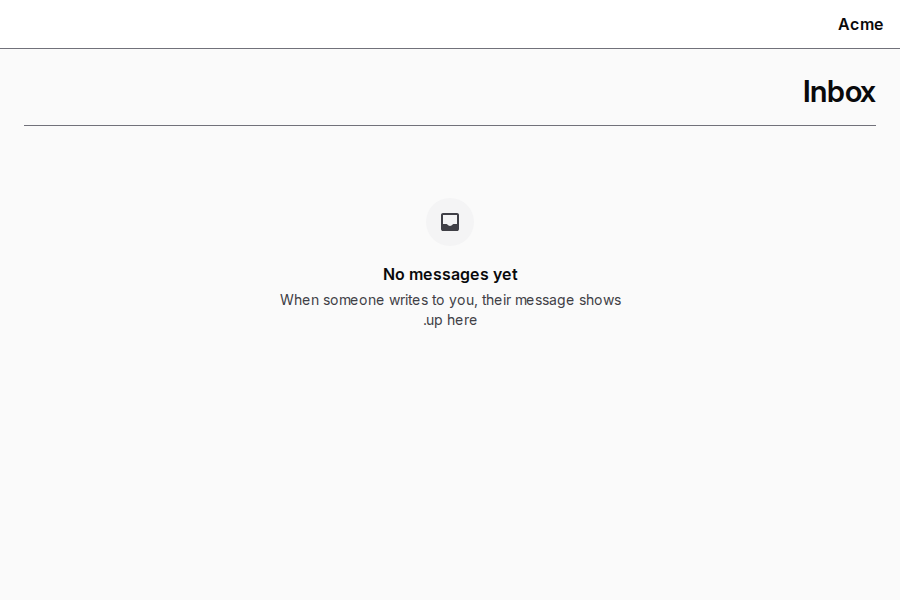 Acme
Inbox
No messages yet
When someone writes to you, their message shows
.up here